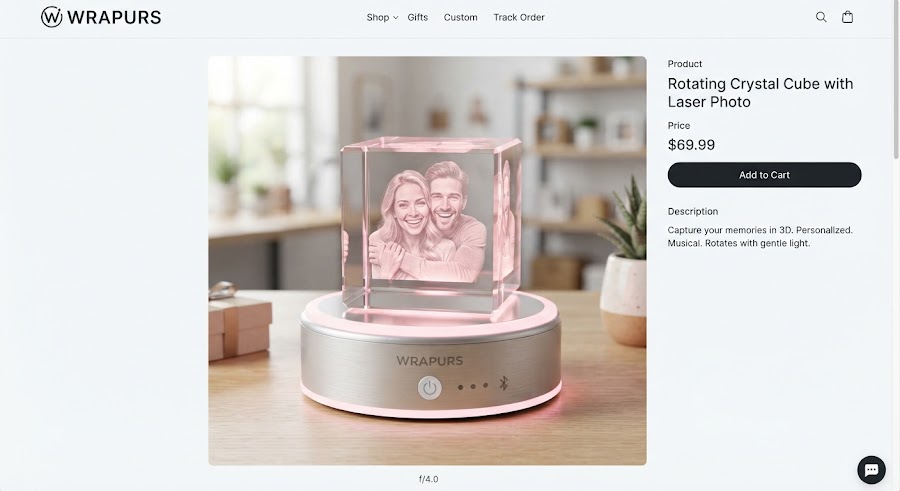 WRAPURS
Shop Gifts Custom Track Order
Product
Rotating Crystal Cube with
Laser Photo
Price
$69.99
Add to Cart
Description
Capture your memories in 3D. Personalized.
Musical. Rotates with gentle light.
WRAPURS
f/4.0